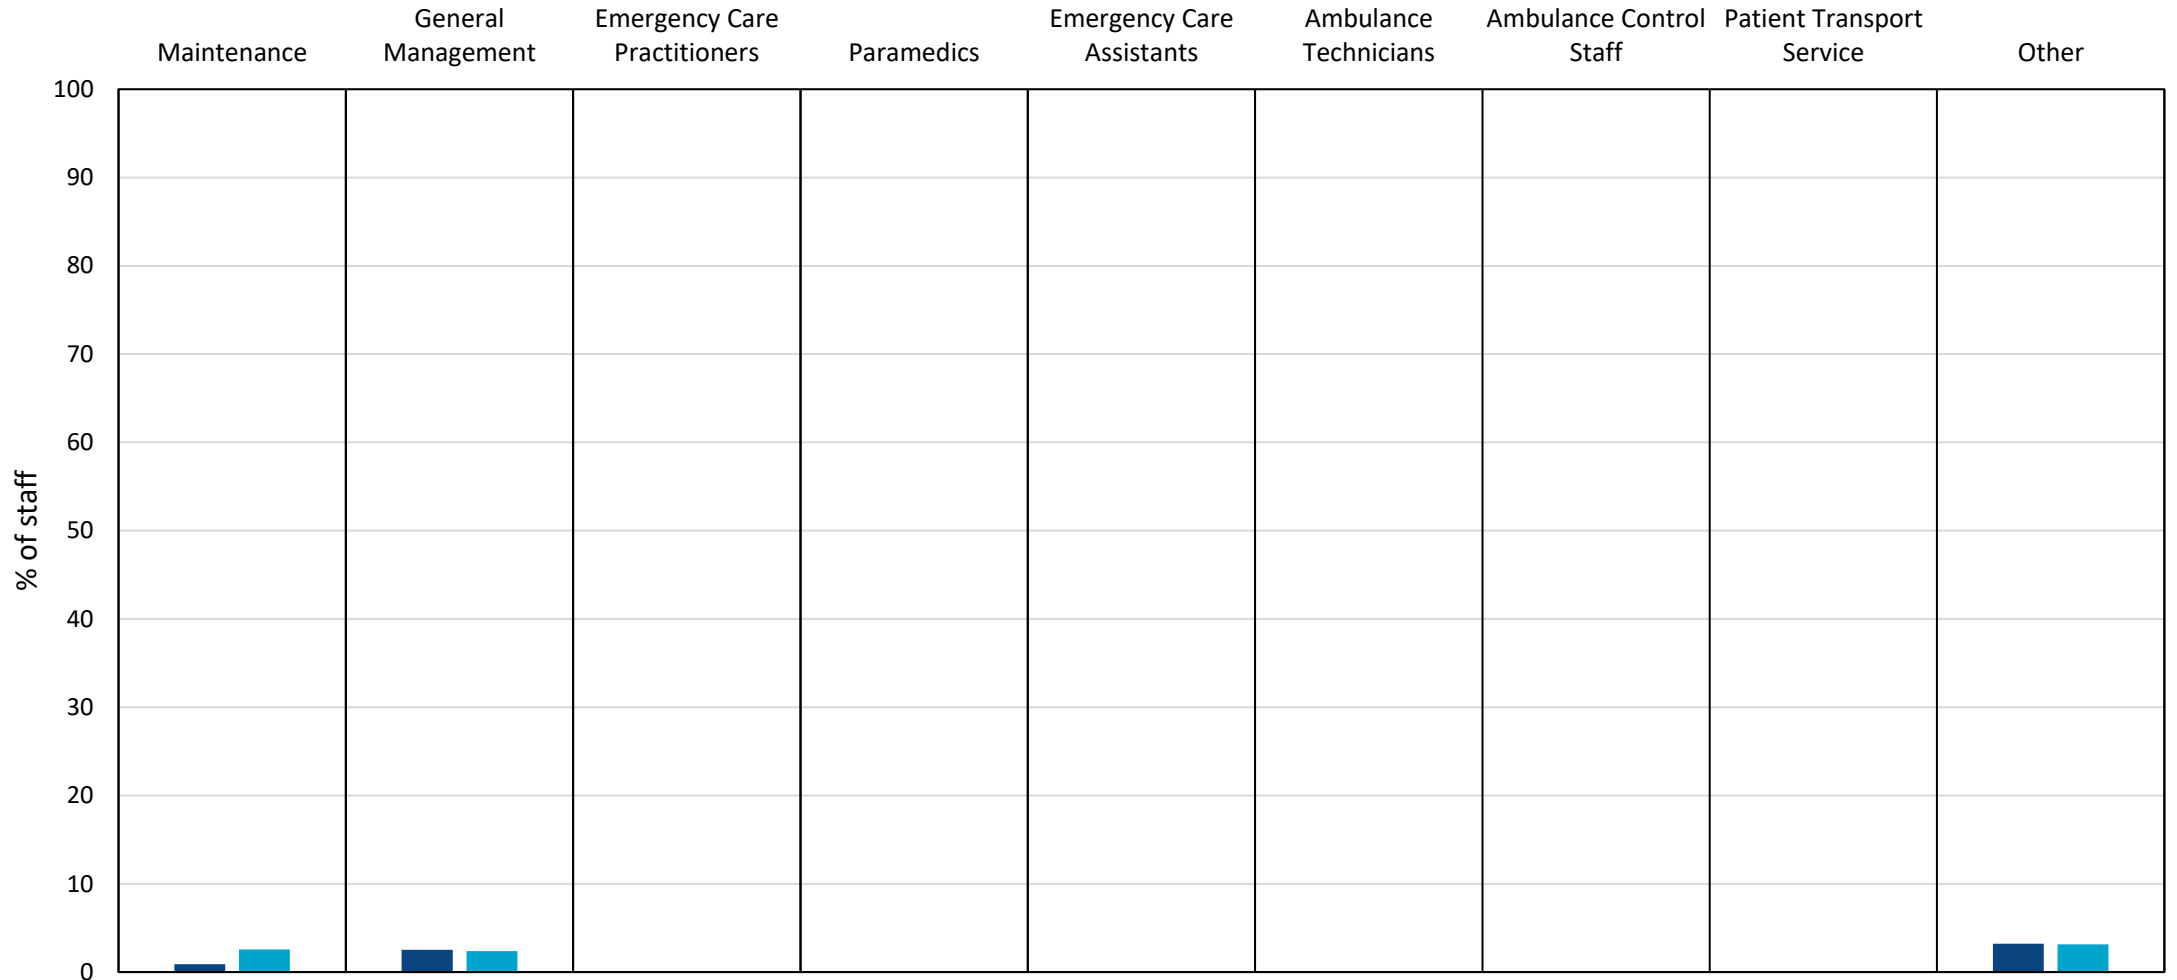 Maintenance
General
Management
Emergency Care
Practitioners
Paramedics
Emergency Care
Assistants
Ambulance
Technicians
Ambulance Control
Staff
Patient Transport
Service
Other
100
90
80
70
60
50
40
30
20
10
0
% of staff